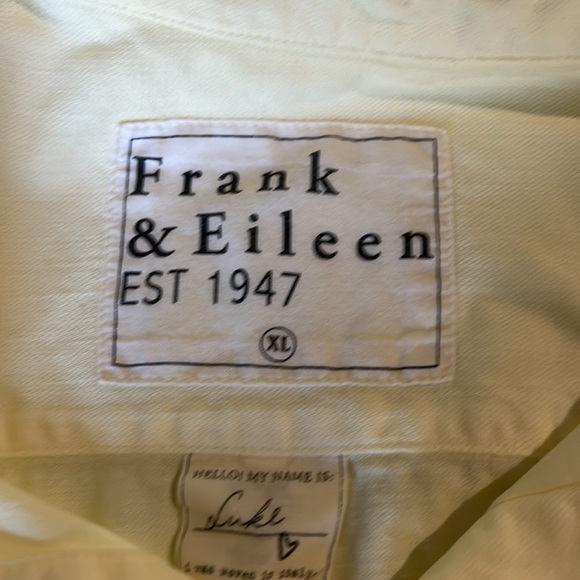 Frank
& Eileen
EST 1947
XL
HELLO! MY NAME IS:
Luke